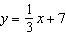 y = 1/3 x + 7